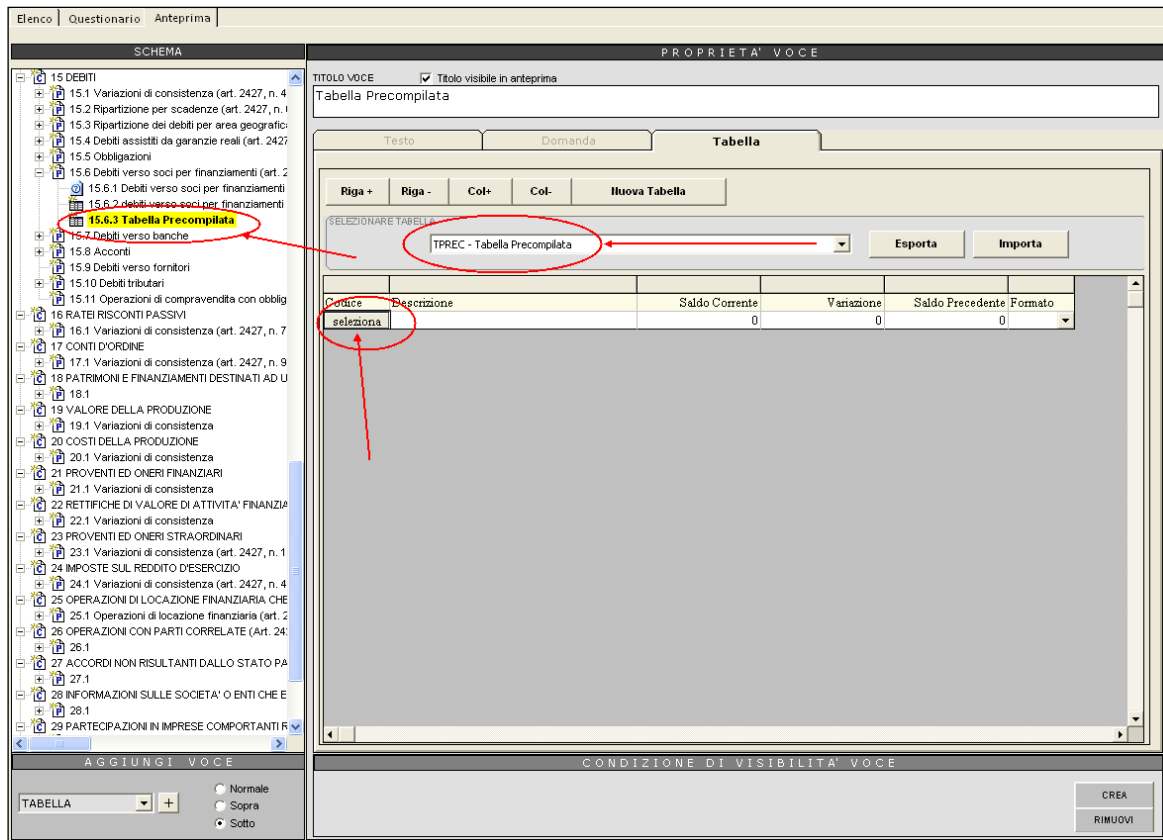 Elenco Questionario Anteprima
SCHEMA
15 DEBITI
15.1 Variazioni di consistenza (art. 2427, n. 4
15.2 Ripartizione per scadenze (art. 2427, n.
15.3 Ripartizione dei debiti per area geografic
15.4 Debiti assistiti da garanzie reali (art. 2427
15.5 Obbligazioni
15.6 Debiti verso soci per finanziamenti (art. 2
15.6.1 Debiti verso soci per finanziamenti
15.6.2 debiti verso soci per finanziamenti
15.6.3 Tabella Precompilata
15.7 Debiti verso banche
15.8 Acconti
15.9 Debiti verso fornitori
15.10 Debiti tributari
15.11 Operazioni di compravendita con obblig
16 RATEI RISCONTI PASSIVI
16.1 Variazioni di consistenza (art. 2427, n. 7
17 CONTI D'ORDINE
17.1 Variazioni di consistenza (art. 2427, n. 9
18 PATRIMONI E FINANZIAMENTI DESTINATI AD U
18.1
19 VALORE DELLA PRODUZIONE
19.1 Variazioni di consistenza
20 COSTI DELLA PRODUZIONE
20.1 Variazioni di consistenza
21 PROVENTI ED ONERI FINANZIARI
21.1 Variazioni di consistenza
22 RETTIFICHE DI VALORE DI ATTIVITA' FINANZIA
22.1 Variazioni di consistenza
23 PROVENTI ED ONERI STRAORDINARI
23.1 Variazioni di consistenza (art. 2427, n. 1
24 IMPOSTE SUL REDDITO D'ESERCIZIO
24.1 Variazioni di consistenza (art. 2427, n. 4
25 OPERAZIONI DI LOCAZIONE FINANZIARIA CHE
25.1 Operazioni di locazione finanziaria (art. 2
26 OPERAZIONI CON PARTI CORRELATE (Art. 24
26.1
27 ACCORDI NON RISULTANTI DALLO STATO PA
27.1
28 INFORMAZIONI SULLE SOCIETA' O ENTI CHE E
28.1
29 PARTECIPAZIONI IN IMPRESE COMPORTANTI R
AGGIUNGI VOCE
TABELLA +
Normale
Sopra
Sotto
PROPRIETA' VOCE
TITOLO VOCE Titolo visibile in anteprima
Tabella Precompilata
Testo Domanda Tabella
Riga + Riga - Col+ Col- Nuova Tabella
SELEZIONARE TABELLA
TPREC - Tabella Precompilata Esporta Importa
Codice Descrizione Saldo Corrente Variazione Saldo Precedente Formato
seleziona 0 0 0
CONDIZIONE DI VISIBILITA' VOCE
CREA
RIMUOVI